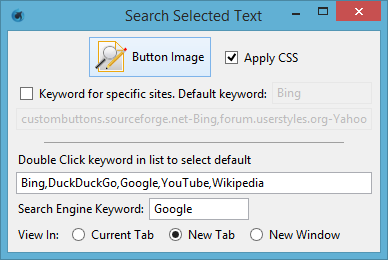 Search Selected Text
Button Image Apply CSS
Keyword for specific sites. Default keyword: Bing
custombuttons.sourceforge.net-Bing,forum.userstyles.org-Yahoo
Double Click keyword in list to select default
Bing,DuckDuckGo,Google,YouTube,Wikipedia
Search Engine Keyword: Google
View In: Current Tab New Tab New Window